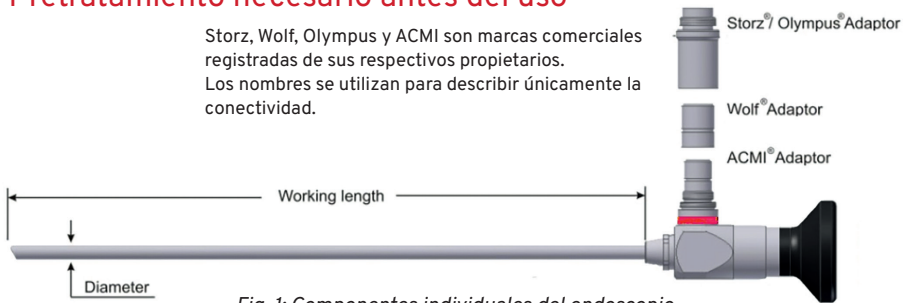 Pretratamiento necesario antes del uso
Storz, Wolf, Olympus y ACMI son marcas comerciales
registradas de sus respectivos propietarios.
Los nombres se utilizan para describir únicamente la
conectividad.
Storz®/ Olympus® Adaptor
Wolf® Adaptor
ACMI® Adaptor
Working length
Diameter
Fig. 1: Componentes individuales del endoscopio